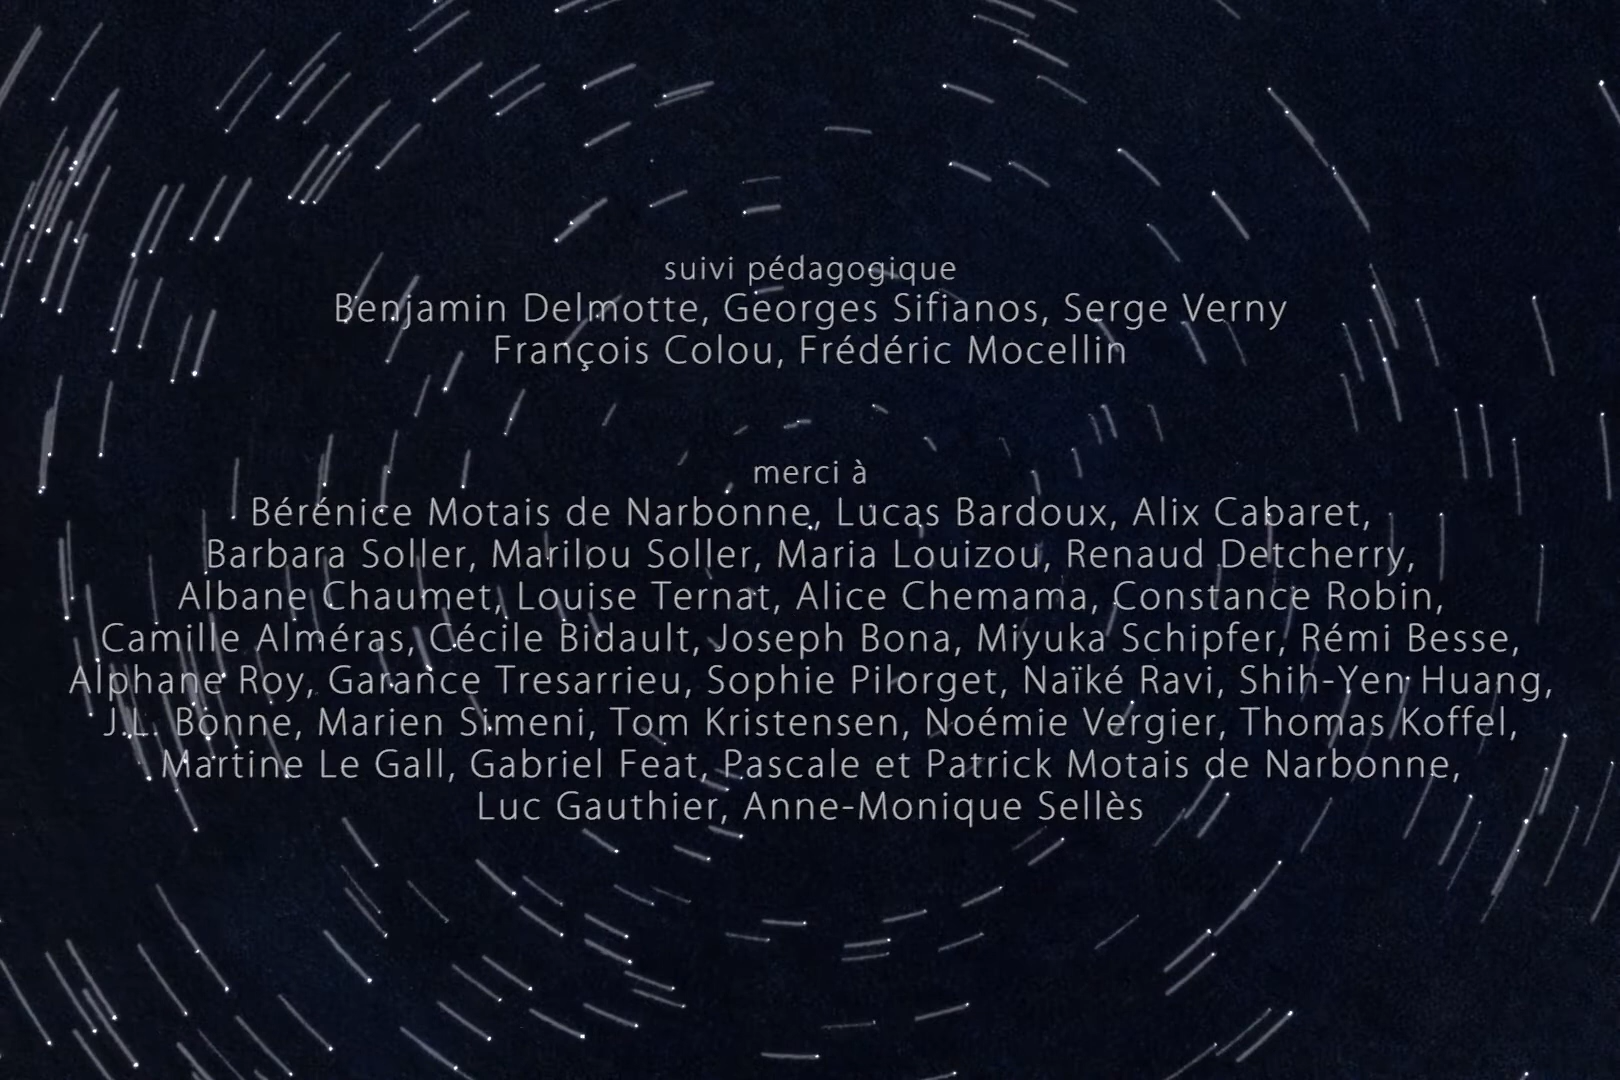 suivi pédagogique
Benjamin Delmotte, Georges Sifianos, Serge Verny
François Colou, Frédéric Mocellin
merci à
Bérénice Motais de Narbonne, Lucas Bardoux, Alix Cabaret,
Barbara Soller, Marilou Soller, Maria Louizou, Renaud Detcherry,
Albane Chaumet, Louise Ternat, Alice Chemama, Constance Robin,
Camille Alméras, Cécile Bidault, Joseph Bona, Miyuka Schipfer, Rémi Besse,
Alphane Roy, Garance Tresarrieu, Sophie Pilorget, Naïké Ravi, Shih-Yen Huang,
J.L. Bonne, Marien Simeni, Tom Kristensen, Noémie Vergier, Thomas Koffel,
Martine Le Gall, Gabriel Feat, Pascale et Patrick Motais de Narbonne,
Luc Gauthier, Anne-Monique Sellès